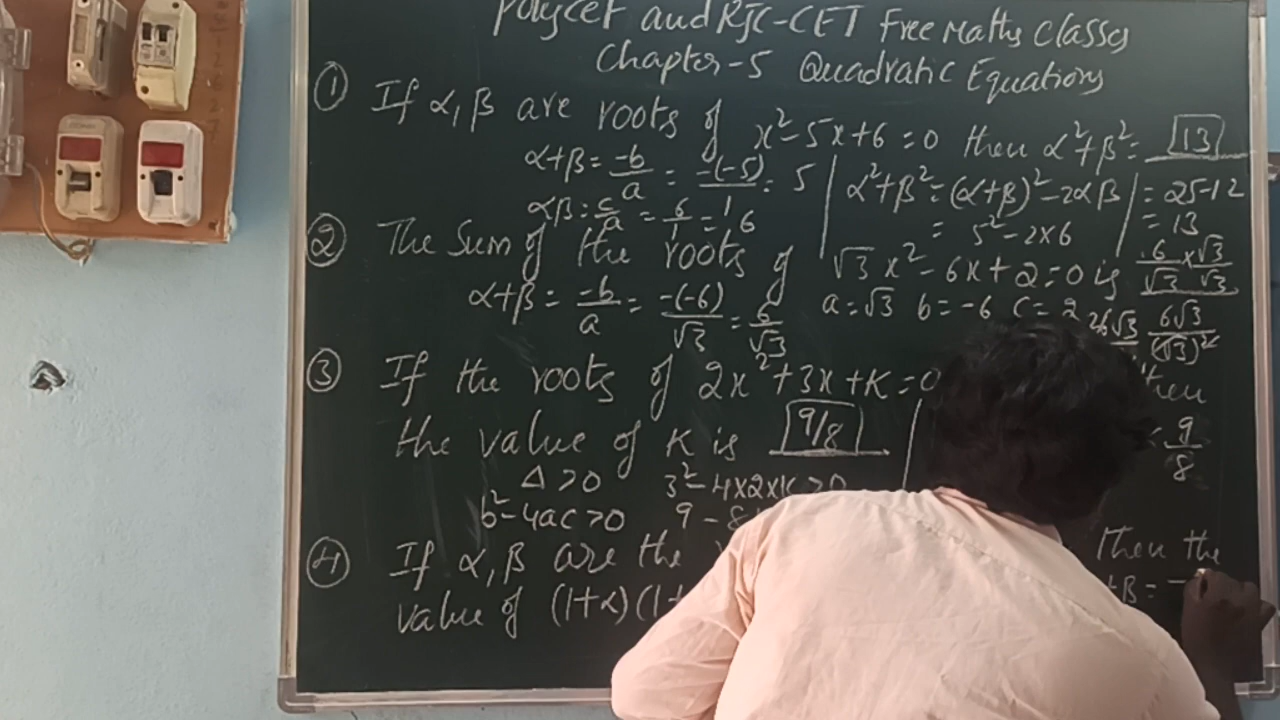 Polycet and RJC-CET Free Maths Classes
Chapter-5 Quadratic Equations
① If α, β are roots of x²-5x+6=0 then α²+β²= 13
α+β = -b/a = -(-5)/1 = 5 | α²+β² = (α+β)²-2αβ | = 25-12
αβ = c/a = 6/1 = 6 = 5²-2×6 = 13
② The Sum of the roots of √3x²-6x+2=0 is 6/√3 × √3/√3
α+β = -b/a = -(-6)/√3 = 6/√3 a=√3 b=-6 c=2 6√3/(√3)²
③ If the roots of 2x²+3x+K=0 then
the value of K is 9/8 9/8
Δ>0 3²-4×2×K>0
b²-4ac>0 9-8
④ If α, β are the Then the
value of (1+α)(1+ +β = -